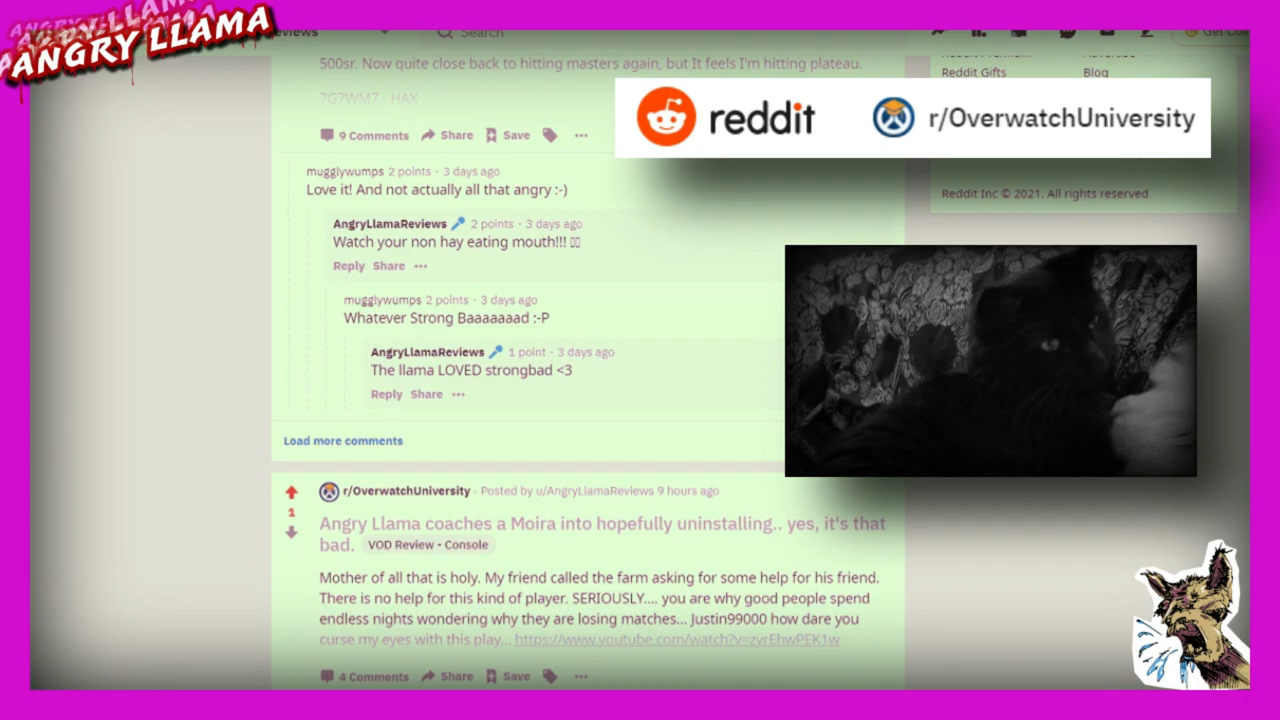 ANGRY LLAMA
ANGRY LLAMA
eviews
Search
500sr. Now quite close back to hitting masters again, but It feels I'm hitting plateau.
7G7WM7 - HAX
9 Comments Share Save
mugglywumps 2 points · 3 days ago
Love it! And not actually all that angry :-)
AngryLlamaReviews 2 points · 3 days ago
Watch your non hay eating mouth!!!
Reply Share
mugglywumps 2 points · 3 days ago
Whatever Strong Baaaaaaad :-P
AngryLlamaReviews 1 point · 3 days ago
The llama LOVED strongbad <3
Reply Share
Load more comments
r/OverwatchUniversity · Posted by u/AngryLlamaReviews 9 hours ago
1
Angry Llama coaches a Moira into hopefully uninstalling.. yes, it's that
bad. VOD Review - Console
Mother of all that is holy. My friend called the farm asking for some help for his friend.
There is no help for this kind of player. SERIOUSLY.... you are why good people spend
endless nights wondering why they are losing matches... Justin99000 how dare you
curse my eyes with this play... https://www.youtube.com/watch?v=zyrEhwPEK1w
4 Comments Share Save
Reddit Gifts Blog
reddit r/OverwatchUniversity
Reddit Inc © 2021. All rights reserved